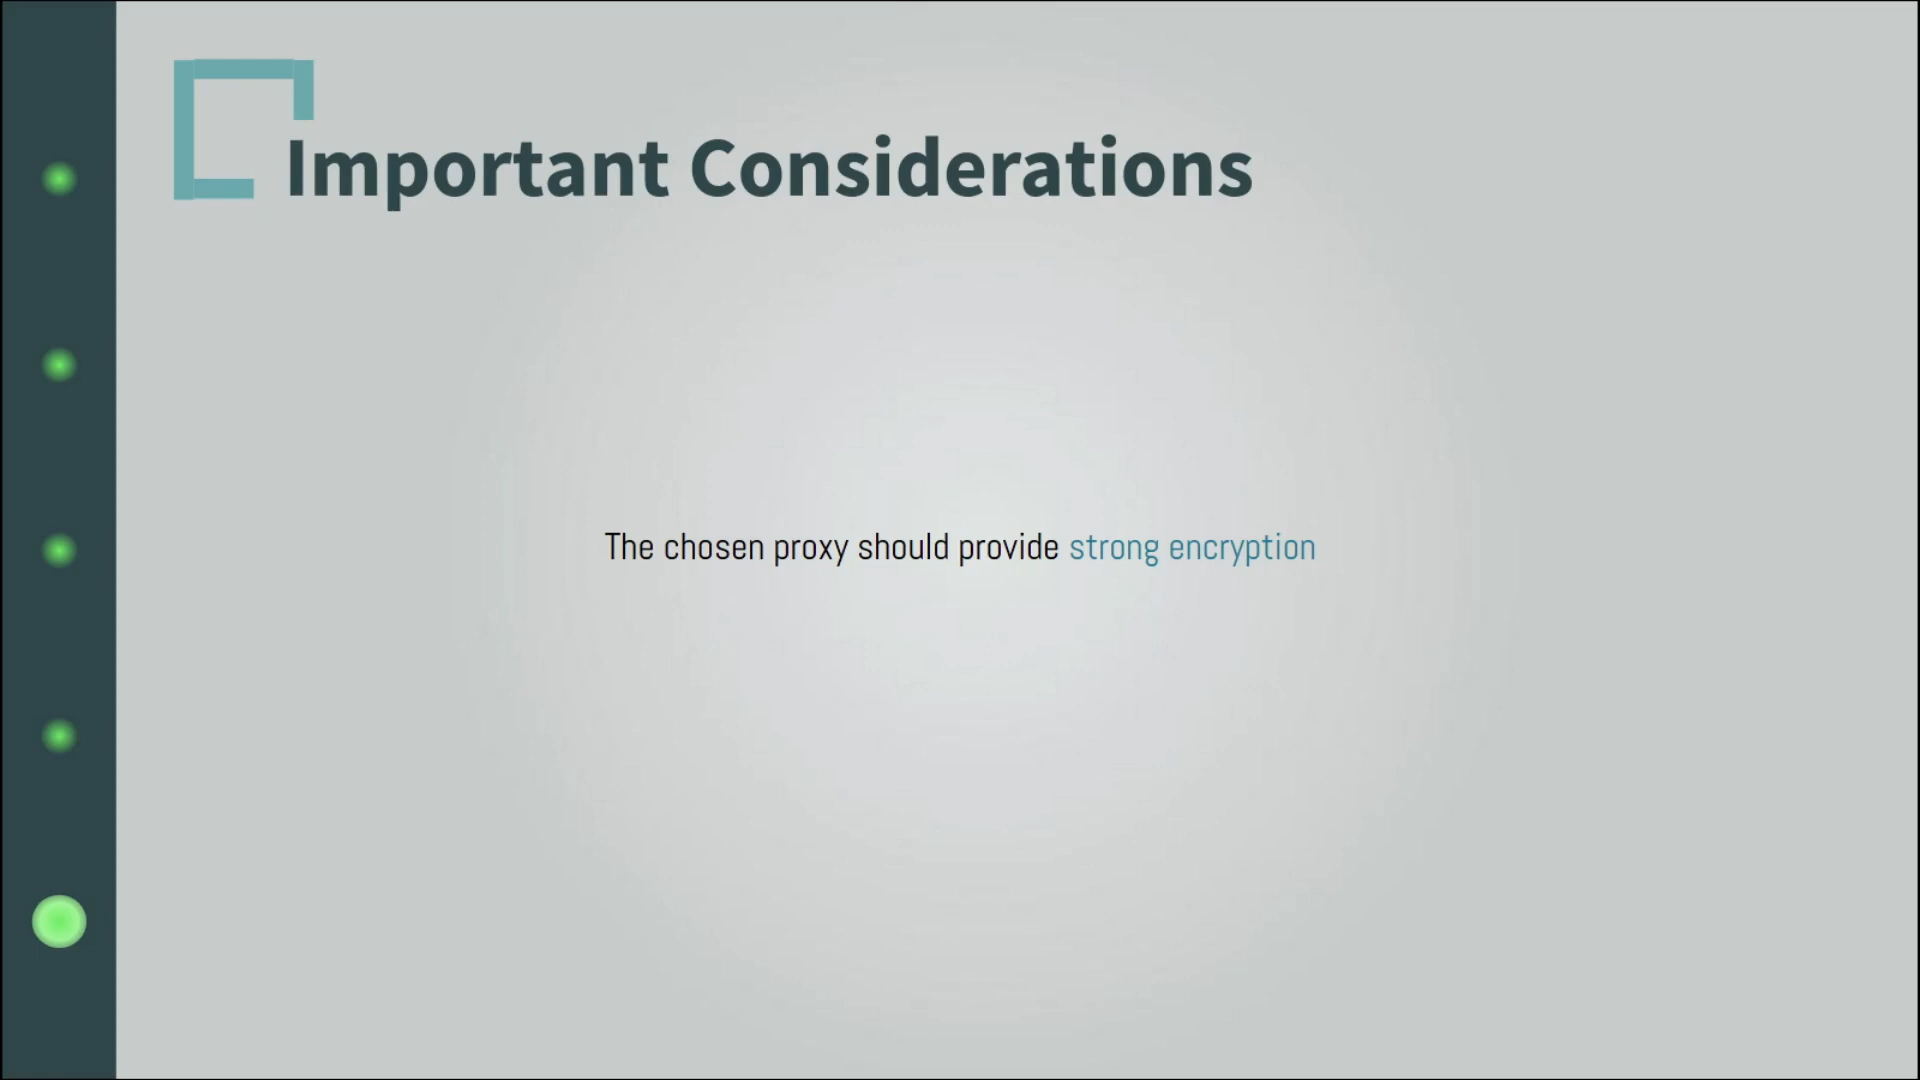 Important Considerations
The chosen proxy should provide strong encryption